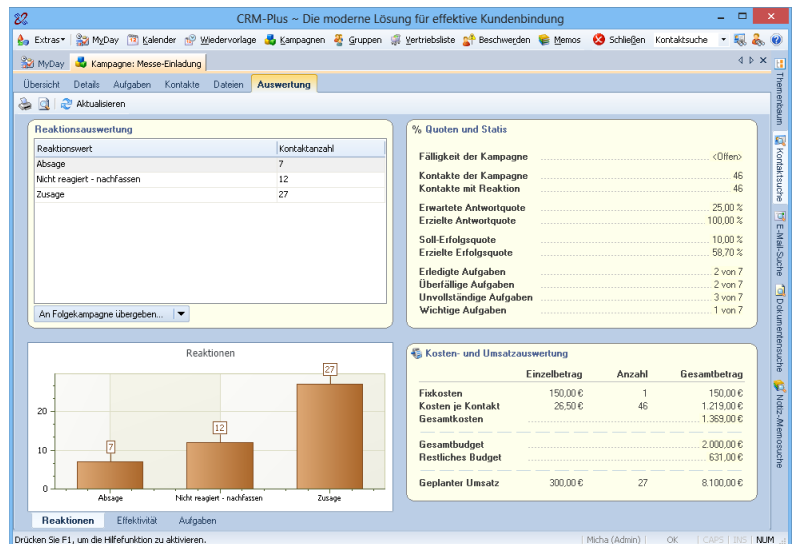 CRM-Plus ~ Die moderne Lösung für effektive Kundenbindung
Extras MyDay Kalender Wiedervorlage Kampagnen Gruppen Vertriebsliste Beschwerden Memos Schließen Kontaktsuche
MyDay Kampagne: Messe-Einladung
Übersicht Details Aufgaben Kontakte Dateien Auswertung
Aktualisieren
Reaktionsauswertung
Reaktionswert Kontaktanzahl
Absage 7
Nicht reagiert - nachfassen 12
Zusage 27
An Folgekampagne übergeben...
% Quoten und Statis
Fälligkeit der Kampagne <Offen>
Kontakte der Kampagne 46
Kontakte mit Reaktion 46
Erwartete Antwortquote 25,00 %
Erzielte Antwortquote 100,00 %
Soll-Erfolgsquote 10,00 %
Erzielte Erfolgsquote 58,70 %
Erledigte Aufgaben 2 von 7
Überfällige Aufgaben 2 von 7
Unvollständige Aufgaben 3 von 7
Wichtige Aufgaben 1 von 7
Reaktionen
27
20
12
10
7
0
Absage Nicht reagiert - nachfassen Zusage
Kosten- und Umsatzauswertung
Einzelbetrag Anzahl Gesamtbetrag
Fixkosten 150,00 € 1 150,00 €
Kosten je Kontakt 26,50 € 46 1.219,00 €
Gesamtkosten 1.369,00 €
Gesamtbudget 2.000,00 €
Restliches Budget 631,00 €
Geplanter Umsatz 300,00 € 27 8.100,00 €
Reaktionen Effektivität Aufgaben
Themenbaum
Kontaktsuche
E-Mail-Suche
Dokumentensuche
Notiz-/Memosuche
Drücken Sie F1, um die Hilfefunktion zu aktivieren. Micha (Admin) OK CAPS INS NUM